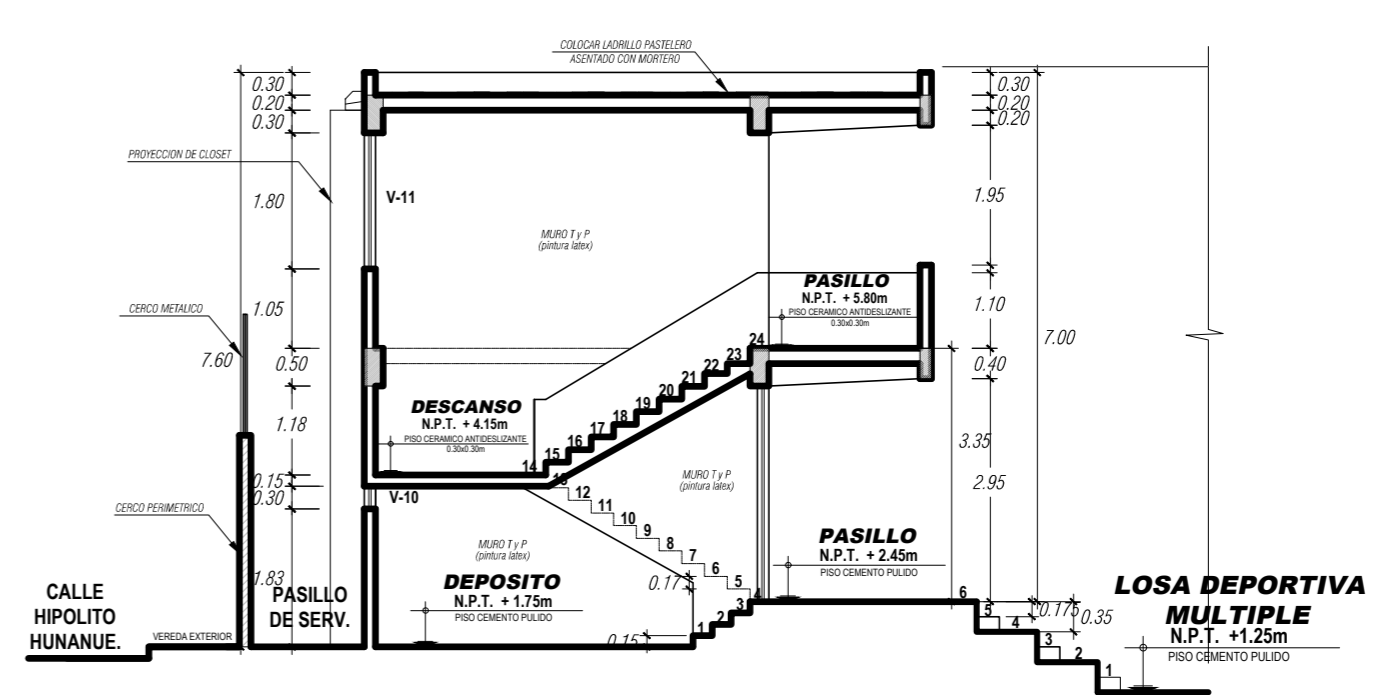 COLOCAR LADRILLO PASTELERO
ASENTADO CON MORTERO
0.30
0.20
0.30
0.30
0.20
0.20
PROYECCION DE CLOSET
1.80
V-11
1.95
MURO T y P
(pintura latex)
CERCO METALICO
1.05
7.60
0.50
PASILLO
N.P.T. + 5.80m
PISO CERAMICO ANTIDESLIZANTE
0.30x0.30m
1.10
7.00
0.40
24
23
22
21
20
19
18
17
16
15
14
13
DESCANSO
N.P.T. + 4.15m
PISO CERAMICO ANTIDESLIZANTE
0.30x0.30m
1.18
3.35
2.95
0.15
0.30
V-10
MURO T y P
(pintura latex)
12
11
10
9
8
7
6
5
4
3
2
1
CERCO PERIMETRICO
MURO T y P
(pintura latex)
0.17
PASILLO
N.P.T. + 2.45m
PISO CEMENTO PULIDO
1.83
DEPOSITO
N.P.T. + 1.75m
PISO CEMENTO PULIDO
0.15
CALLE
HIPOLITO
HUNANUE.
VEREDA EXTERIOR
PASILLO
DE SERV.
6
5
4
3
2
1
0.175
0.35
LOSA DEPORTIVA
MULTIPLE
N.P.T. +1.25m
PISO CEMENTO PULIDO